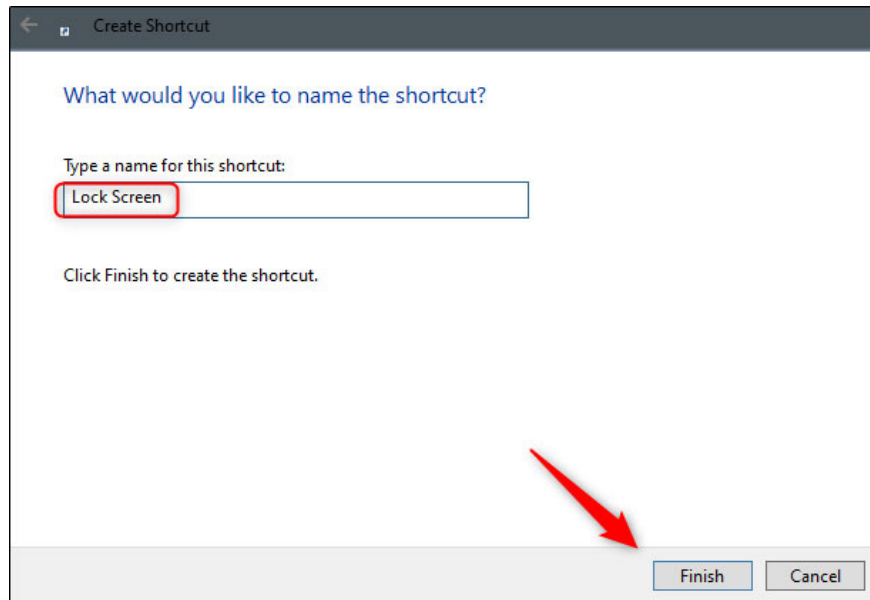 Create Shortcut
What would you like to name the shortcut?
Type a name for this shortcut:
Lock Screen
Click Finish to create the shortcut.
Finish Cancel